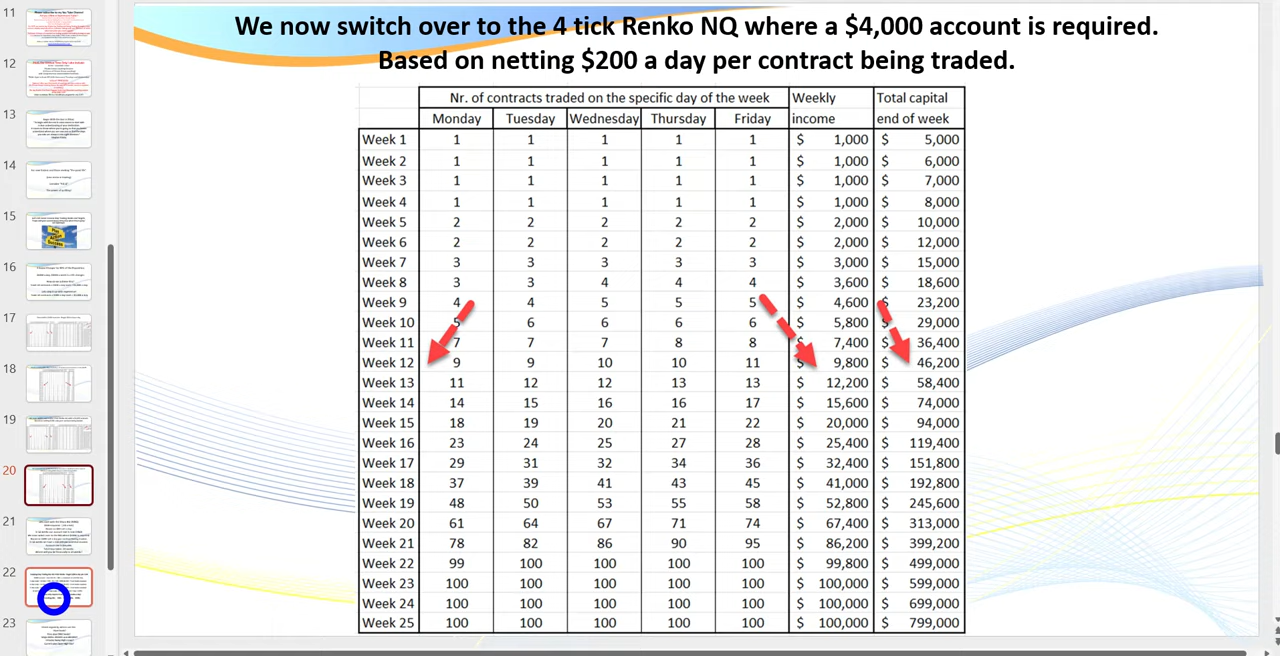 We now switch over to the 4 tick Renko NQ where a $4,000 account is required.
Based on netting $200 a day per contract being traded.
Nr. of contracts traded on the specific day of the week Weekly Total capital
Monday Tuesday Wednesday Thursday Friday income end of week
Week 1 1 1 1 1 1 $ 1,000 $ 5,000
Week 2 1 1 1 1 1 $ 1,000 $ 6,000
Week 3 1 1 1 1 1 $ 1,000 $ 7,000
Week 4 1 1 1 1 1 $ 1,000 $ 8,000
Week 5 2 2 2 2 2 $ 2,000 $ 10,000
Week 6 2 2 2 2 2 $ 2,000 $ 12,000
Week 7 3 3 3 3 3 $ 3,000 $ 15,000
Week 8 3 3 4 4 4 $ 3,600 $ 18,600
Week 9 4 4 5 5 5 $ 4,600 $ 23,200
Week 10 5 6 6 6 6 $ 5,800 $ 29,000
Week 11 7 7 7 8 8 $ 7,400 $ 36,400
Week 12 9 9 10 10 11 $ 9,800 $ 46,200
Week 13 11 12 12 13 13 $ 12,200 $ 58,400
Week 14 14 15 16 16 17 $ 15,600 $ 74,000
Week 15 18 19 20 21 22 $ 20,000 $ 94,000
Week 16 23 24 25 27 28 $ 25,400 $ 119,400
Week 17 29 31 32 34 36 $ 32,400 $ 151,800
Week 18 37 39 41 43 45 $ 41,000 $ 192,800
Week 19 48 50 53 55 58 $ 52,800 $ 245,600
Week 20 61 64 67 71 74 $ 67,400 $ 313,000
Week 21 78 82 86 90 95 $ 86,200 $ 399,200
Week 22 99 100 100 100 100 $ 99,800 $ 499,000
Week 23 100 100 100 100 100 $ 100,000 $ 599,000
Week 24 100 100 100 100 100 $ 100,000 $ 699,000
Week 25 100 100 100 100 100 $ 100,000 $ 799,000
11
12
13
14
15
16
17
18
19
20
21
22
23